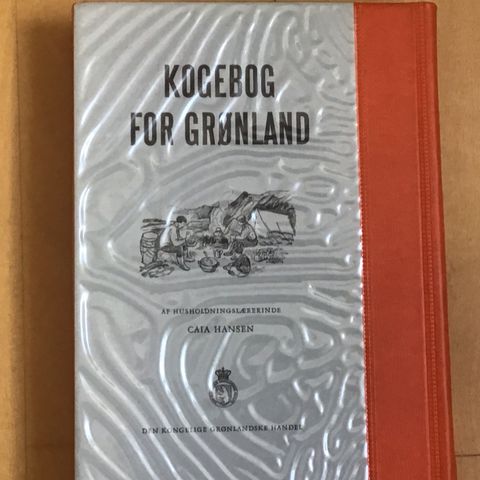 KOGEBOG
FOR GRØNLAND
AF HUSHOLDNINGSLÆRERINDE
CAIA HANSEN
DEN KONGELIGE GRØNLANDSKE HANDEL